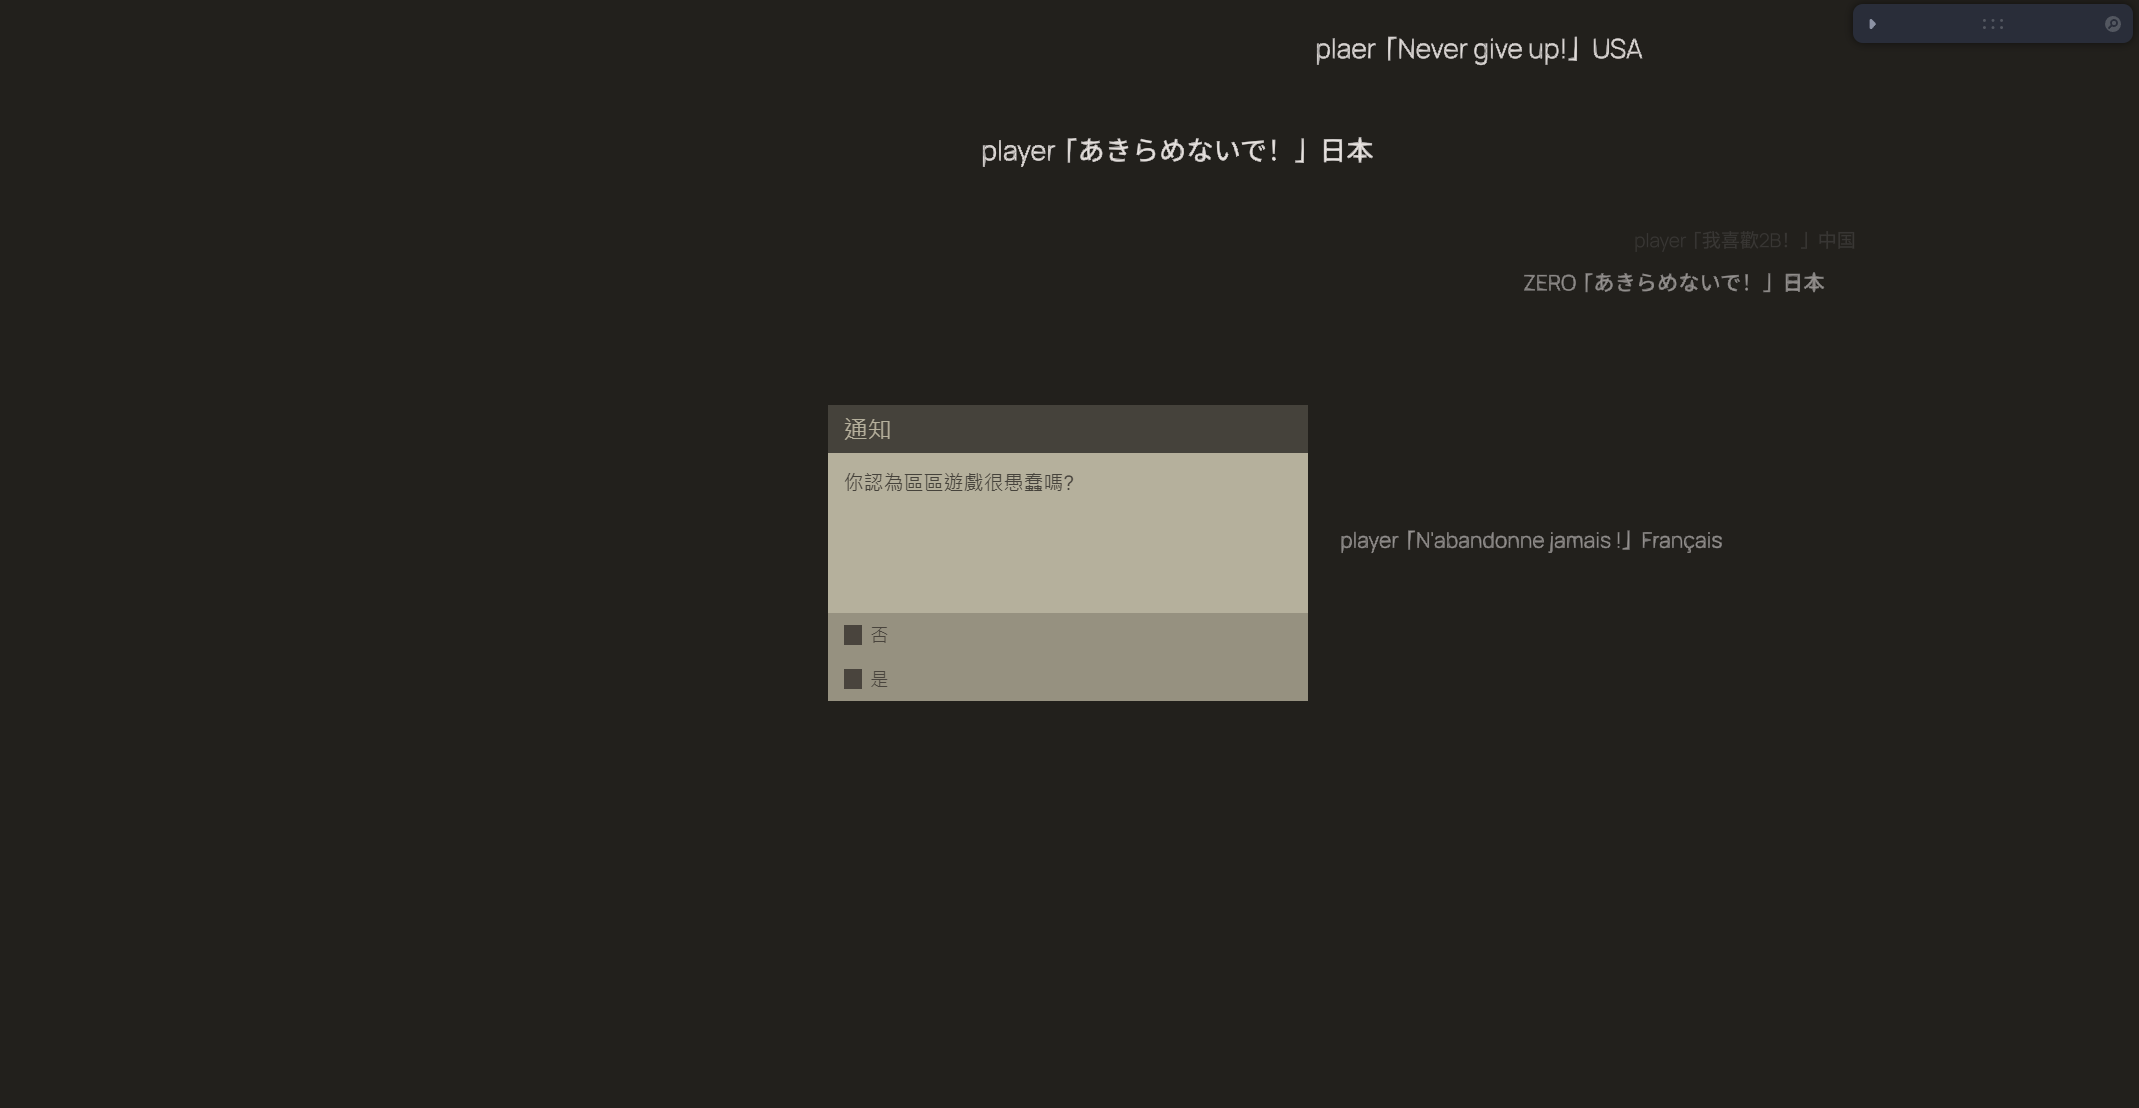 plaer「Never give up!」USA
player「あきらめないで！」日本
player「我喜歡2B！」中国
ZERO「あきらめないで！」日本
通知
你認為區區遊戲很愚蠢嗎?
player「N'abandonne jamais !」Français
否
是